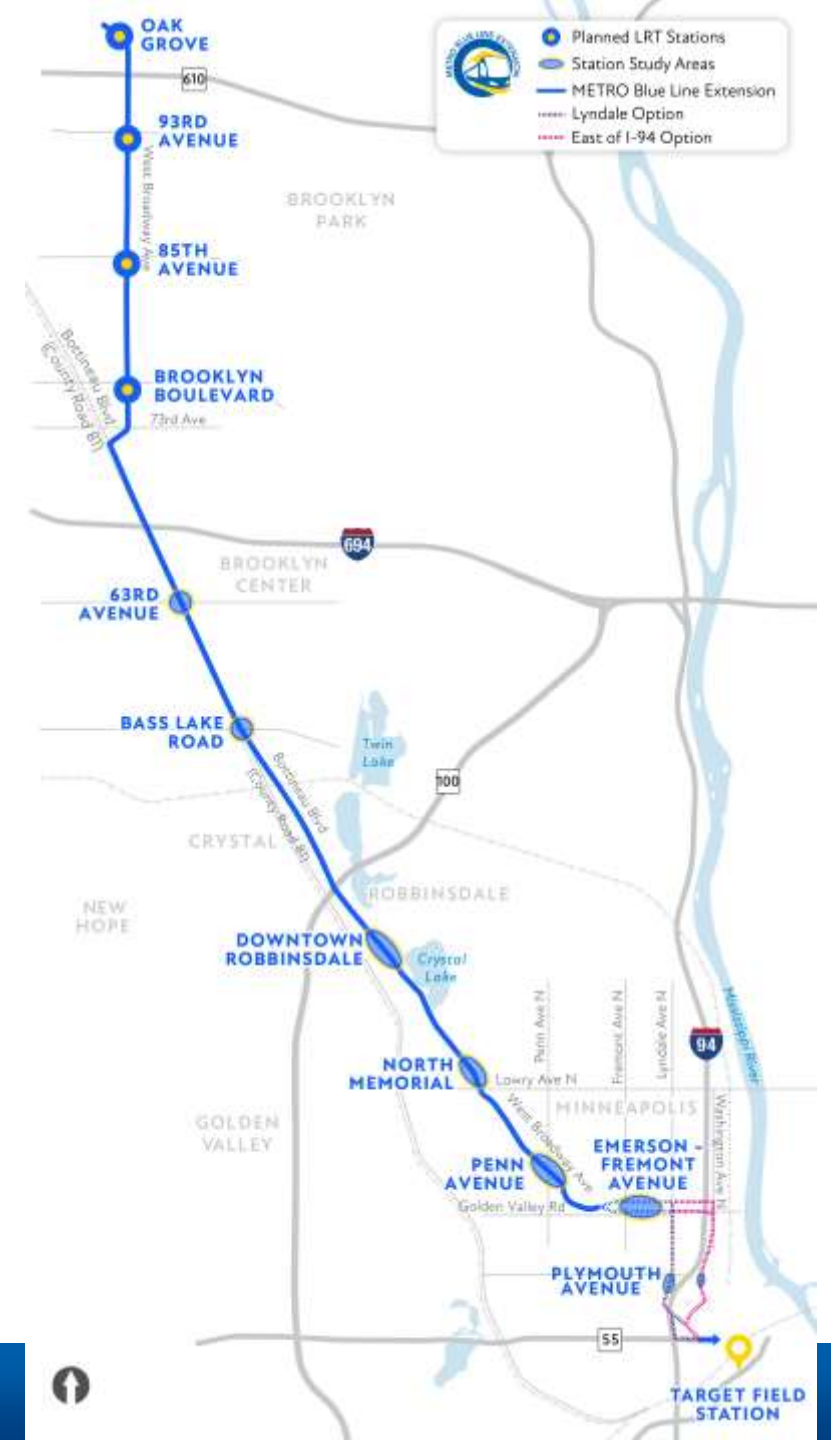 OAK
GROVE
METRO BLUE LINE EXTENSION
Planned LRT Stations
Station Study Areas
METRO Blue Line Extension
Lyndale Option
East of I-94 Option
610
93RD
AVENUE
West Broadway Ave
BROOKLYN
PARK
85TH
AVENUE
Bottineau Blvd
(County Road 81)
BROOKLYN
BOULEVARD
73rd Ave
694
BROOKLYN
CENTER
63RD
AVENUE
BASS LAKE
ROAD
Twin
Lake
Bottineau Blvd
(County Road 81)
100
CRYSTAL
ROBBINSDALE
NEW
HOPE
DOWNTOWN
ROBBINSDALE
Crystal
Lake
Penn Ave N
Fremont Ave N
Lyndale Ave N
Mississippi River
94
NORTH
MEMORIAL
Lowry Ave N
MINNEAPOLIS
West Broadway Ave
Washington Ave N
GOLDEN
VALLEY
EMERSON -
FREMONT
AVENUE
PENN
AVENUE
Golden Valley Rd
PLYMOUTH
AVENUE
55
TARGET FIELD
STATION